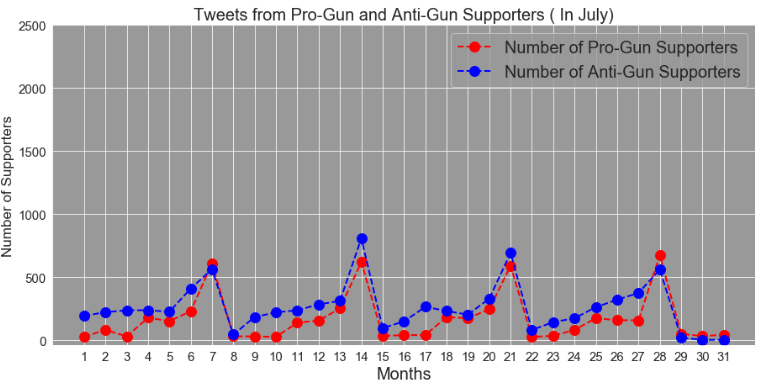 Tweets from Pro-Gun and Anti-Gun Supporters ( In July)
Number of Pro-Gun Supporters
Number of Anti-Gun Supporters
Number of Supporters
2500
2000
1500
1000
500
0
1 2 3 4 5 6 7 8 9 10 11 12 13 14 15 16 17 18 19 20 21 22 23 24 25 26 27 28 29 30 31
Months